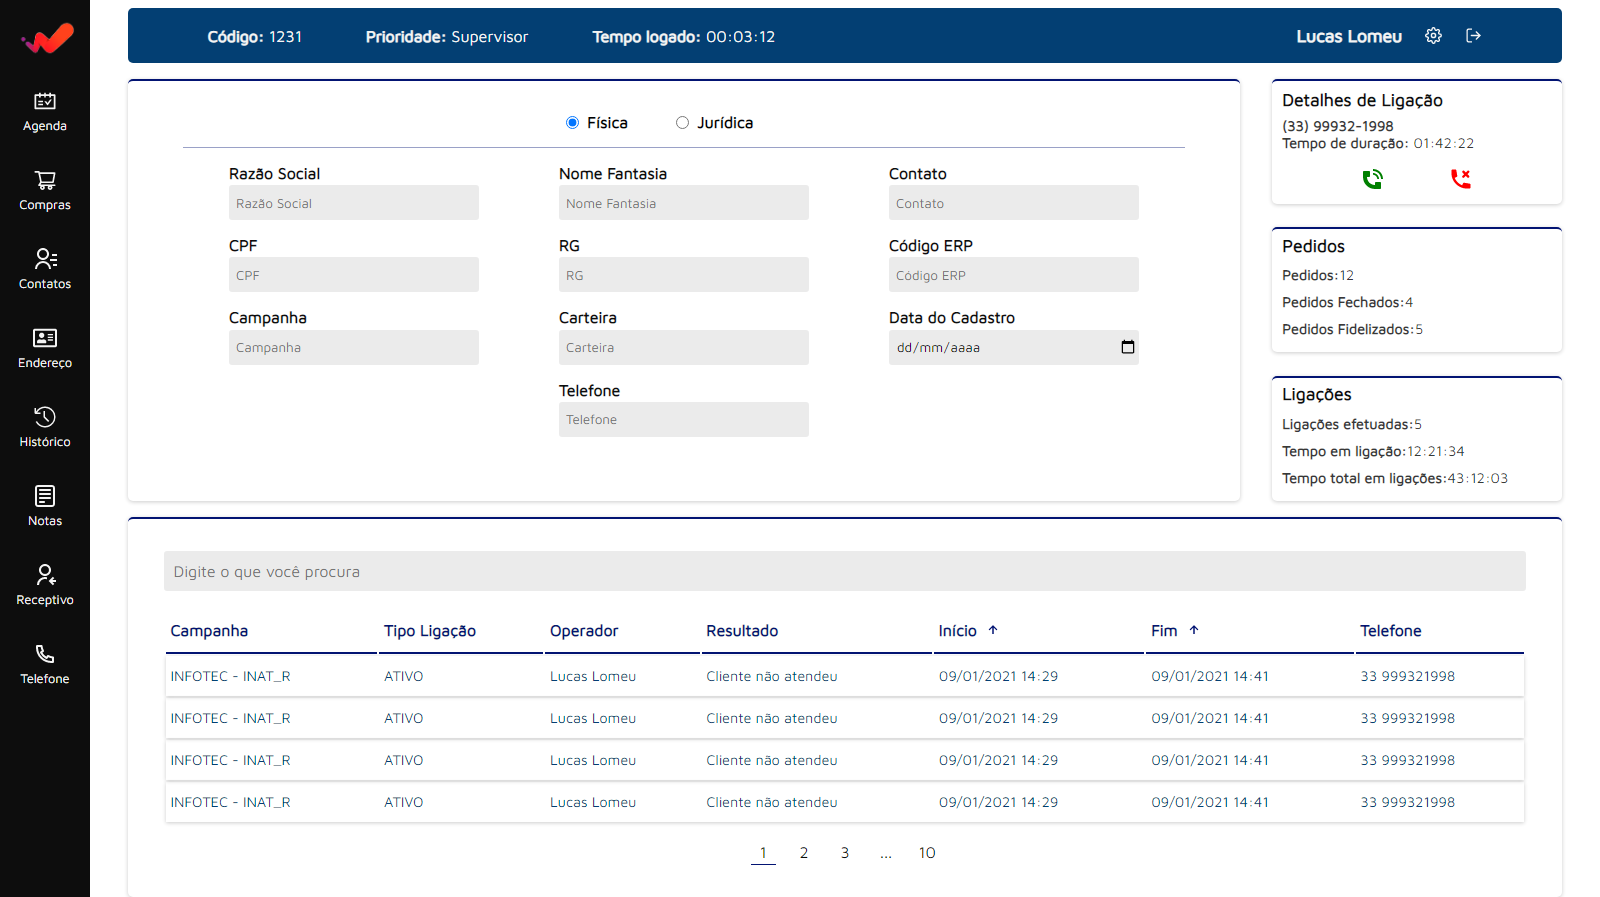 Código: 1231 Prioridade: Supervisor Tempo logado: 00:03:12 Lucas Lomeu
Agenda
Compras
Contatos
Endereço
Histórico
Notas
Receptivo
Telefone
Física Jurídica
Razão Social Nome Fantasia Contato
Razão Social Nome Fantasia Contato
CPF RG Código ERP
CPF RG Código ERP
Campanha Carteira Data do Cadastro
Campanha Carteira dd/mm/aaaa
Telefone
Telefone
Detalhes de Ligação
(33) 99932-1998
Tempo de duração: 01:42:22
Pedidos
Pedidos:12
Pedidos Fechados:4
Pedidos Fidelizados:5
Ligações
Ligações efetuadas:5
Tempo em ligação:12:21:34
Tempo total em ligações:43:12:03
Digite o que você procura
Campanha Tipo Ligação Operador Resultado Início Fim Telefone
INFOTEC - INAT_R ATIVO Lucas Lomeu Cliente não atendeu 09/01/2021 14:29 09/01/2021 14:41 33 999321998
INFOTEC - INAT_R ATIVO Lucas Lomeu Cliente não atendeu 09/01/2021 14:29 09/01/2021 14:41 33 999321998
INFOTEC - INAT_R ATIVO Lucas Lomeu Cliente não atendeu 09/01/2021 14:29 09/01/2021 14:41 33 999321998
INFOTEC - INAT_R ATIVO Lucas Lomeu Cliente não atendeu 09/01/2021 14:29 09/01/2021 14:41 33 999321998
1 2 3 ... 10